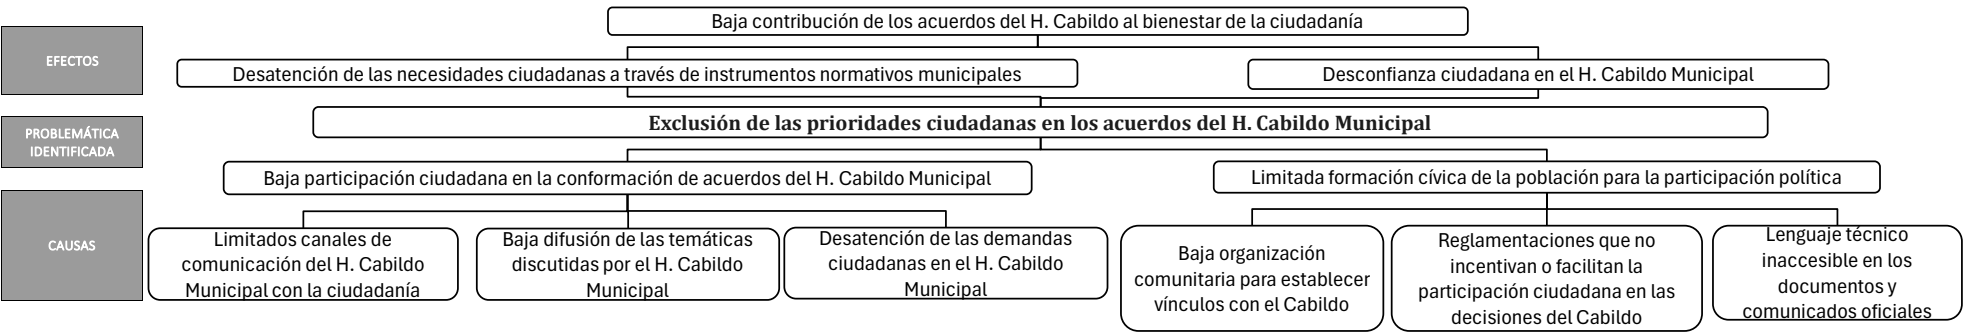 Baja contribución de los acuerdos del H. Cabildo al bienestar de la ciudadanía
EFECTOS
Desatención de las necesidades ciudadanas a través de instrumentos normativos municipales
Desconfianza ciudadana en el H. Cabildo Municipal
PROBLEMÁTICA
IDENTIFICADA
Exclusión de las prioridades ciudadanas en los acuerdos del H. Cabildo Municipal
Baja participación ciudadana en la conformación de acuerdos del H. Cabildo Municipal
Limitada formación cívica de la población para la participación política
CAUSAS
Limitados canales de
comunicación del H. Cabildo
Municipal con la ciudadanía
Baja difusión de las temáticas
discutidas por el H. Cabildo
Municipal
Desatención de las demandas
ciudadanas en el H. Cabildo
Municipal
Baja organización
comunitaria para establecer
vínculos con el Cabildo
Reglamentaciones que no
incentivan o facilitan la
participación ciudadana en las
decisiones del Cabildo
Lenguaje técnico
inaccesible en los
documentos y
comunicados oficiales